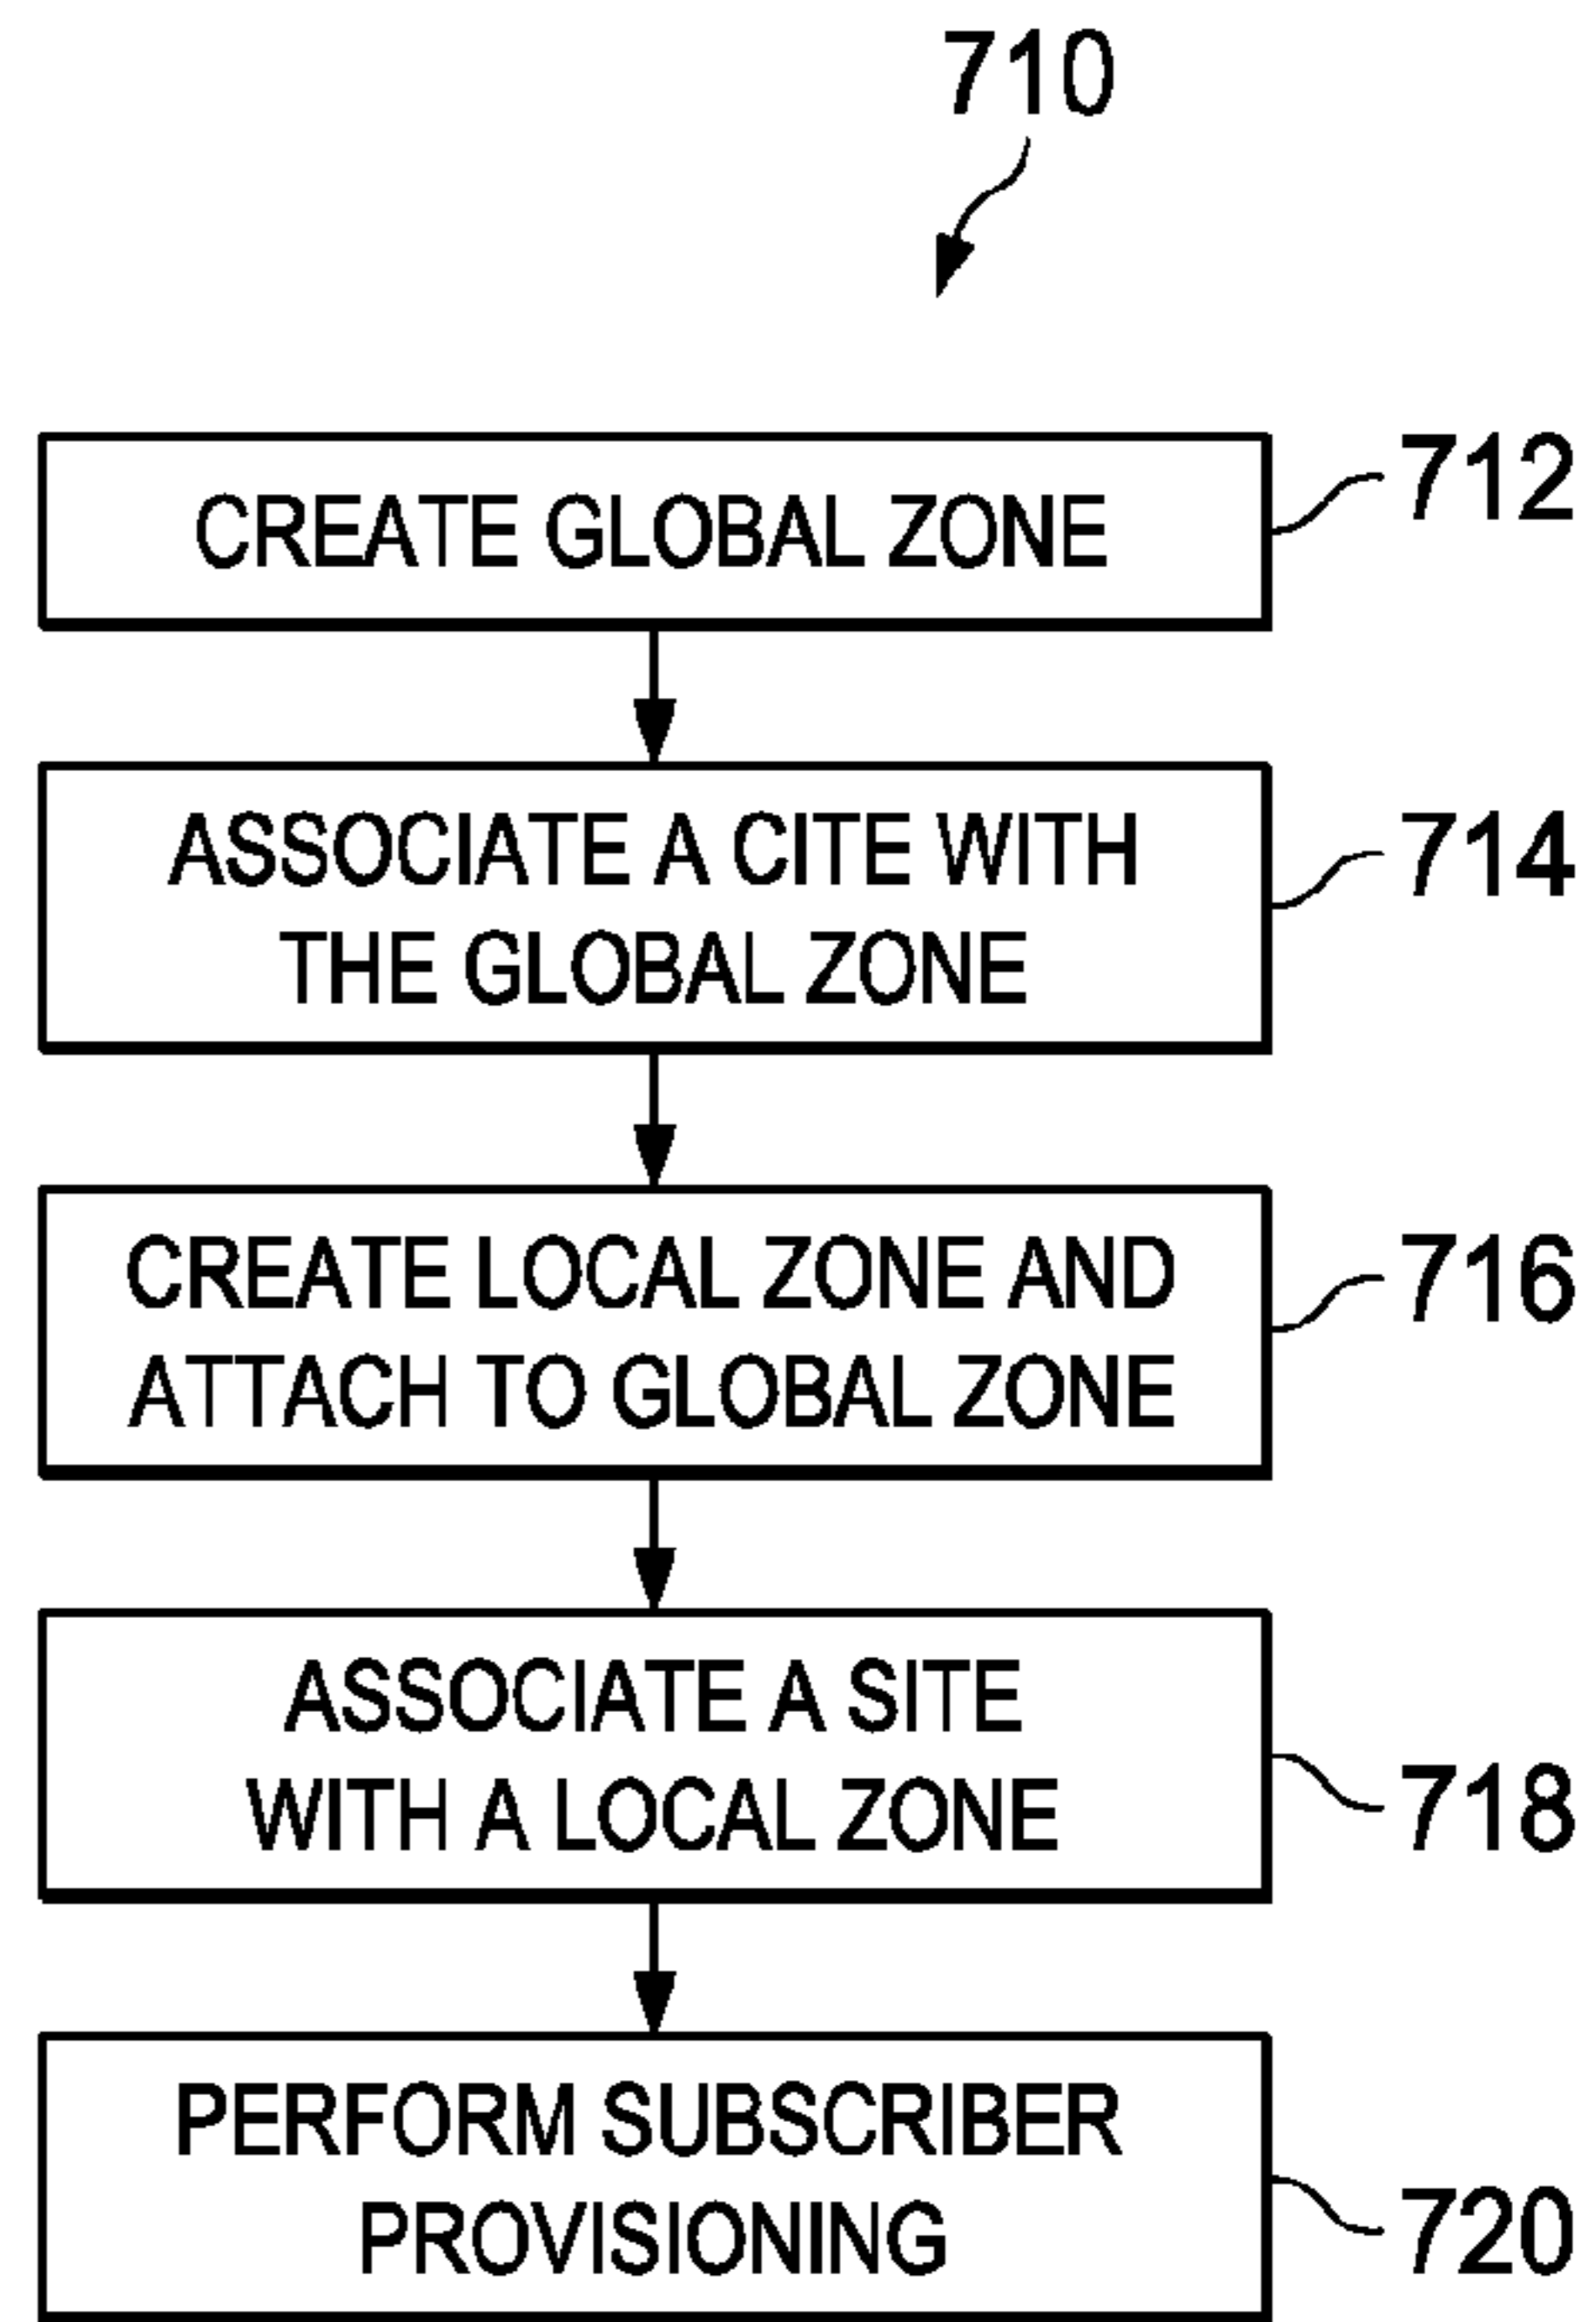 710
CREATE GLOBAL ZONE
712
ASSOCIATE A CITE WITH
THE GLOBAL ZONE
714
CREATE LOCAL ZONE AND
ATTACH TO GLOBAL ZONE
716
ASSOCIATE A SITE
WITH A LOCAL ZONE
718
PERFORM SUBSCRIBER
PROVISIONING
720